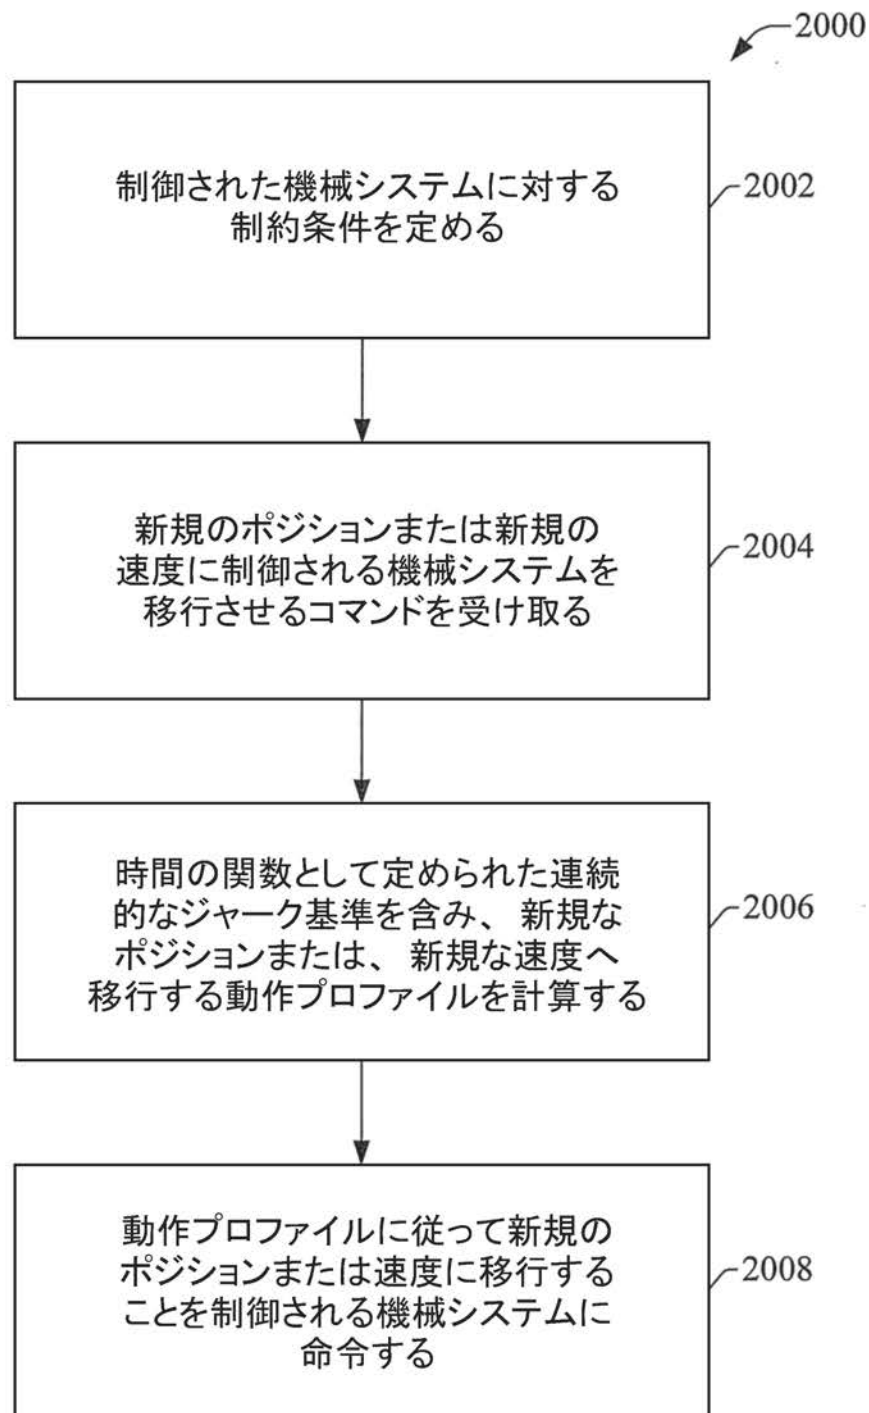 2000
制御された機械システムに対する
制約条件を定める
2002
新規のポジションまたは新規の
速度に制御される機械システムを
移行させるコマンドを受け取る
2004
時間の関数として定められた連続
的なジャーク基準を含み、 新規な
ポジションまたは、 新規な速度へ
移行する動作プロファイルを計算する
2006
動作プロファイルに従って新規の
ポジションまたは速度に移行する
ことを制御される機械システムに
命令する
2008